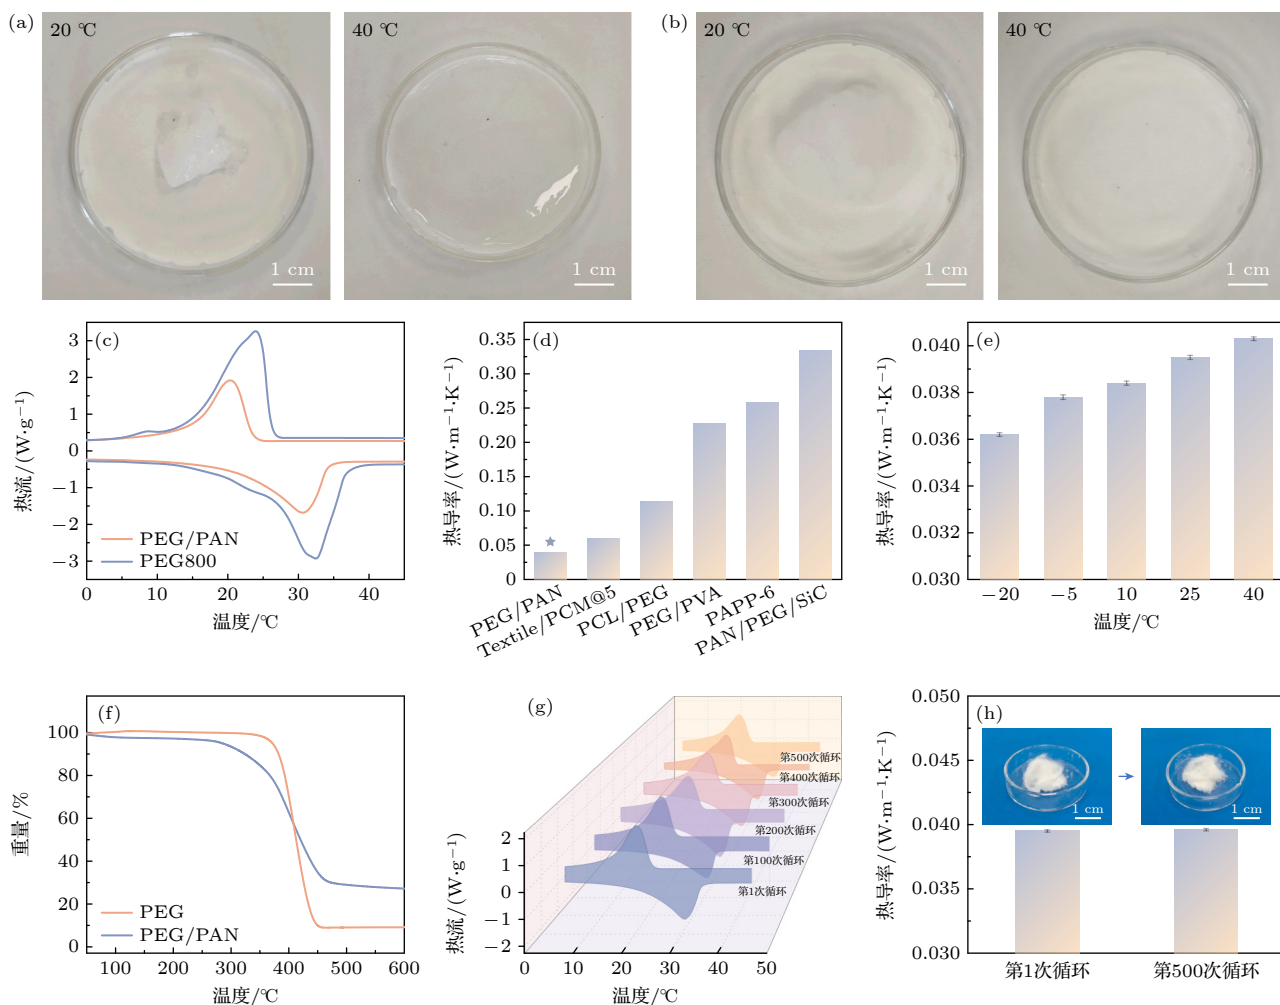 (a)
20 ℃
1 cm
40 ℃
1 cm
(b)
20 ℃
1 cm
40 ℃
1 cm
(c)
3
2
1
0
−1
−2
−3
热流/(W·g⁻¹)
PEG/PAN
PEG800
0
10
20
30
40
温度/℃
(d)
0.35
0.30
0.25
0.20
0.15
0.10
0.05
0
热导率/(W·m⁻¹·K⁻¹)
PEG/PAN
Textile/PCM@5
PCL/PEG
PEG/PVA
PAPP-6
PAN/PEG/SiC
(e)
0.040
0.038
0.036
0.034
0.032
0.030
热导率/(W·m⁻¹·K⁻¹)
−20
−5
10
25
40
温度/℃
(f)
100
80
60
40
20
0
重量/%
PEG
PEG/PAN
100
200
300
400
500
600
温度/℃
(g)
第500次循环
第400次循环
第300次循环
第200次循环
第100次循环
第1次循环
2
1
0
−1
−2
热流/(W·g⁻¹)
0
10
20
30
40
50
温度/℃
(h)
0.050
0.045
0.040
0.035
0.030
热导率/(W·m⁻¹·K⁻¹)
1 cm
1 cm
第1次循环
第500次循环